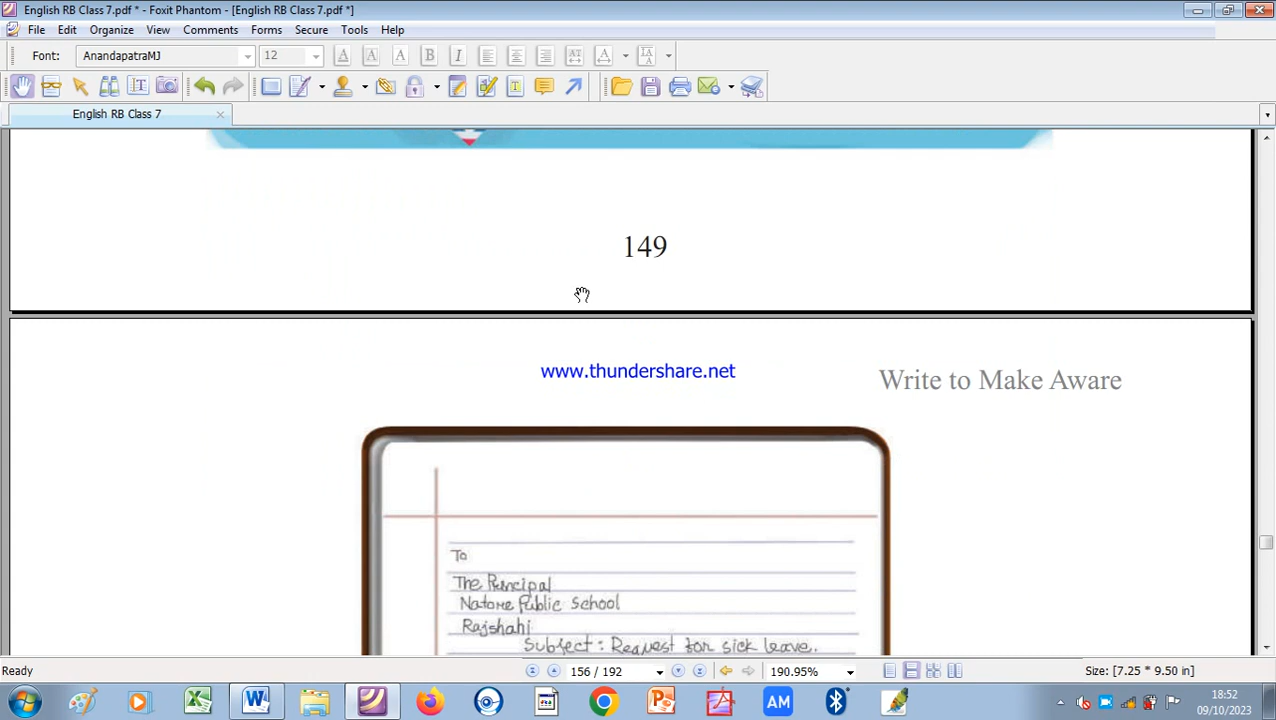 English RB Class 7.pdf * - Foxit Phantom - [English RB Class 7.pdf *]
File Edit Organize View Comments Forms Secure Tools Help
Font: AnandapatraMJ 12
English RB Class 7
149
www.thundershare.net
Write to Make Aware
To
The Principal
Natore Public School
Rajshahi
Subject: Request for sick leave.
Ready 156 / 192 190.95% Size: [7.25 * 9.50 in]
AM
18:52
09/10/2023